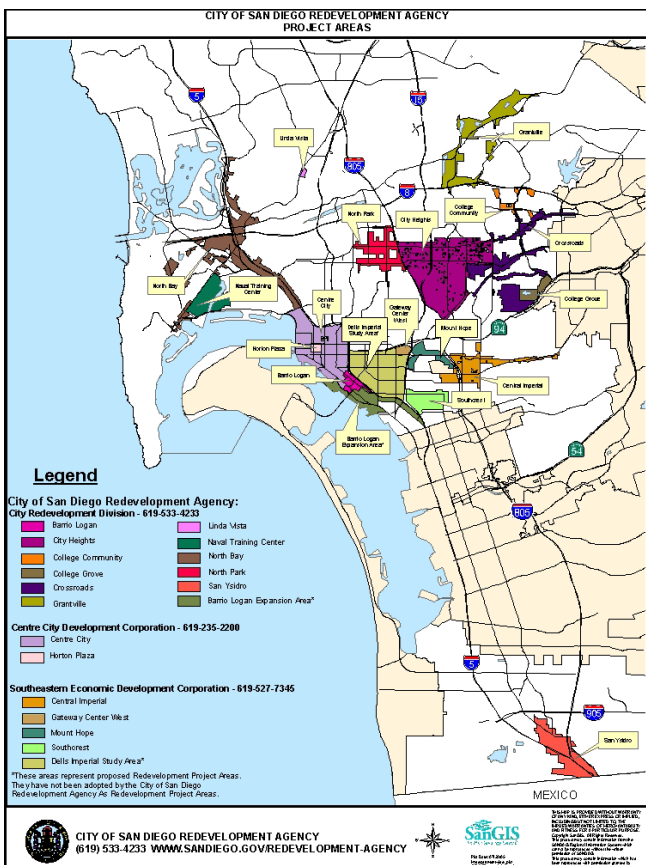 CITY OF SAN DIEGO REDEVELOPMENT AGENCY
PROJECT AREAS
5
15
Linda Vista
805
Grantville
8
College
Community
North Park
City Heights
Crossroads
North Bay
Naval Training
Center
Centre
City
Gateway
Center
West
College Grove
Dells Imperial
Study Area*
Mount Hope
94
Horton Plaza
Barrio Logan
Central Imperial
Southcrest
Barrio Logan
Expansion Area*
54
805
Legend
City of San Diego Redevelopment Agency:
City Redevelopment Division - 619-533-4233
Barrio Logan
City Heights
College Community
College Grove
Crossroads
Grantville
Linda Vista
Naval Training Center
North Bay
North Park
San Ysidro
Barrio Logan Expansion Area*
Centre City Development Corporation - 619-235-2200
Centre City
Horton Plaza
Southeastern Economic Development Corporation - 619-527-7345
Central Imperial
Gateway Center West
Mount Hope
Southcrest
Dells Imperial Study Area*
*These areas represent proposed Redevelopment Project Areas.
They have not been adopted by the City of San Diego
Redevelopment Agency As Redevelopment Project Areas.
5
905
San Ysidro
MEXICO
CITY OF SAN DIEGO REDEVELOPMENT AGENCY
(619) 533-4233 WWW.SANDIEGO.GOV/REDEVELOPMENT-AGENCY
SanGIS